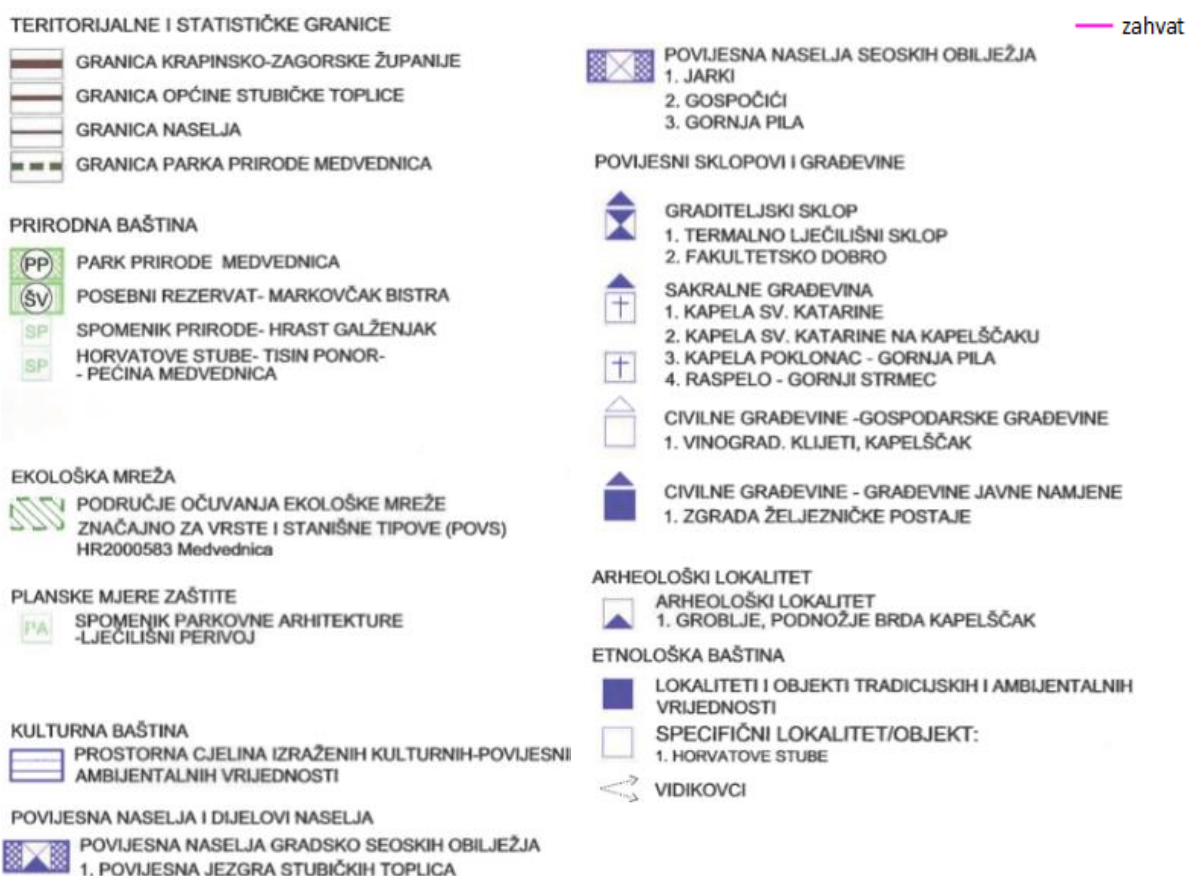 TERITORIJALNE I STATISTIČKE GRANICE
GRANICA KRAPINSKO-ZAGORSKE ŽUPANIJE
GRANICA OPĆINE STUBIČKE TOPLICE
GRANICA NASELJA
GRANICA PARKA PRIRODE MEDVEDNICA
PRIRODNA BAŠTINA
PP PARK PRIRODE MEDVEDNICA
ŠV POSEBNI REZERVAT- MARKOVČAK BISTRA
SP SPOMENIK PRIRODE- HRAST GALŽENJAK
SP HORVATOVE STUBE- TISIN PONOR-
- PEĆINA MEDVEDNICA
EKOLOŠKA MREŽA
PODRUČJE OČUVANJA EKOLOŠKE MREŽE
ZNAČAJNO ZA VRSTE I STANIŠNE TIPOVE (POVS)
HR2000583 Medvednica
PLANSKE MJERE ZAŠTITE
PA SPOMENIK PARKOVNE ARHITEKTURE
-LJEČILIŠNI PERIVOJ
KULTURNA BAŠTINA
PROSTORNA CJELINA IZRAŽENIH KULTURNIH-POVIJESNI
AMBIJENTALNIH VRIJEDNOSTI
POVIJESNA NASELJA I DIJELOVI NASELJA
POVIJESNA NASELJA GRADSKO SEOSKIH OBILJEŽJA
1. POVIJESNA JEZGRA STUBIČKIH TOPLICA
zahvat
POVIJESNA NASELJA SEOSKIH OBILJEŽJA
1. JARKI
2. GOSPOČIĆI
3. GORNJA PILA
POVIJESNI SKLOPOVI I GRAĐEVINE
GRADITELJSKI SKLOP
1. TERMALNO LJEČILIŠNI SKLOP
2. FAKULTETSKO DOBRO
SAKRALNE GRAĐEVINA
1. KAPELA SV. KATARINE
2. KAPELA SV. KATARINE NA KAPELŠČAKU
3. KAPELA POKLONAC - GORNJA PILA
4. RASPELO - GORNJI STRMEC
CIVILNE GRAĐEVINE -GOSPODARSKE GRAĐEVINE
1. VINOGRAD. KLIJETI, KAPELŠČAK
CIVILNE GRAĐEVINE - GRAĐEVINE JAVNE NAMJENE
1. ZGRADA ŽELJEZNIČKE POSTAJE
ARHEOLOŠKI LOKALITET
ARHEOLOŠKI LOKALITET
1. GROBLJE, PODNOŽJE BRDA KAPELŠČAK
ETNOLOŠKA BAŠTINA
LOKALITETI I OBJEKTI TRADICIJSKIH I AMBIJENTALNIH
VRIJEDNOSTI
SPECIFIČNI LOKALITET/OBJEKT:
1. HORVATOVE STUBE
VIDIKOVCI